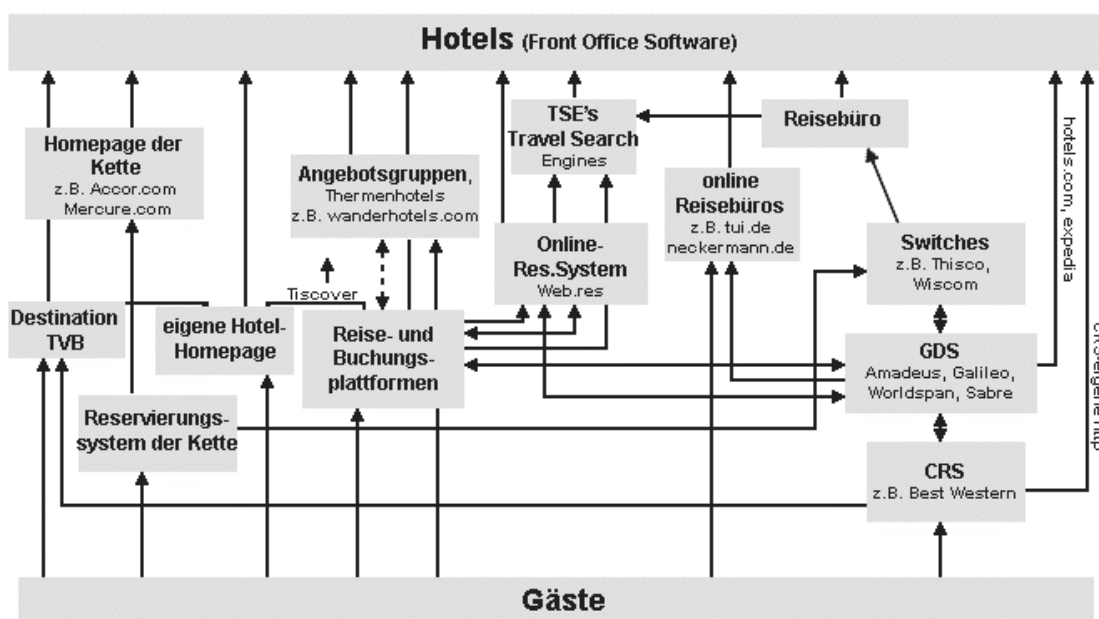 Hotels (Front Office Software)
Homepage der
Kette
z.B. Accor.com
Mercure.com
Angebotsgruppen,
Thermenhotels
z.B. wanderhotels.com
TSE's
Travel Search
Engines
Reisebüro
online
Reisebüros
z.B. tui.de
neckermann.de
hotels.com, expedia
Online-
Res.System
Web.res
Switches
z.B. Thisco,
Wiscom
Tiscover
Destination
TVB
eigene Hotel-
Homepage
Reise- und
Buchungs-
plattformen
GDS
Amadeus, Galileo,
Worldspan, Sabre
Reservierungs-
system der Kette
CRS
z.B. Best Western
Gäste